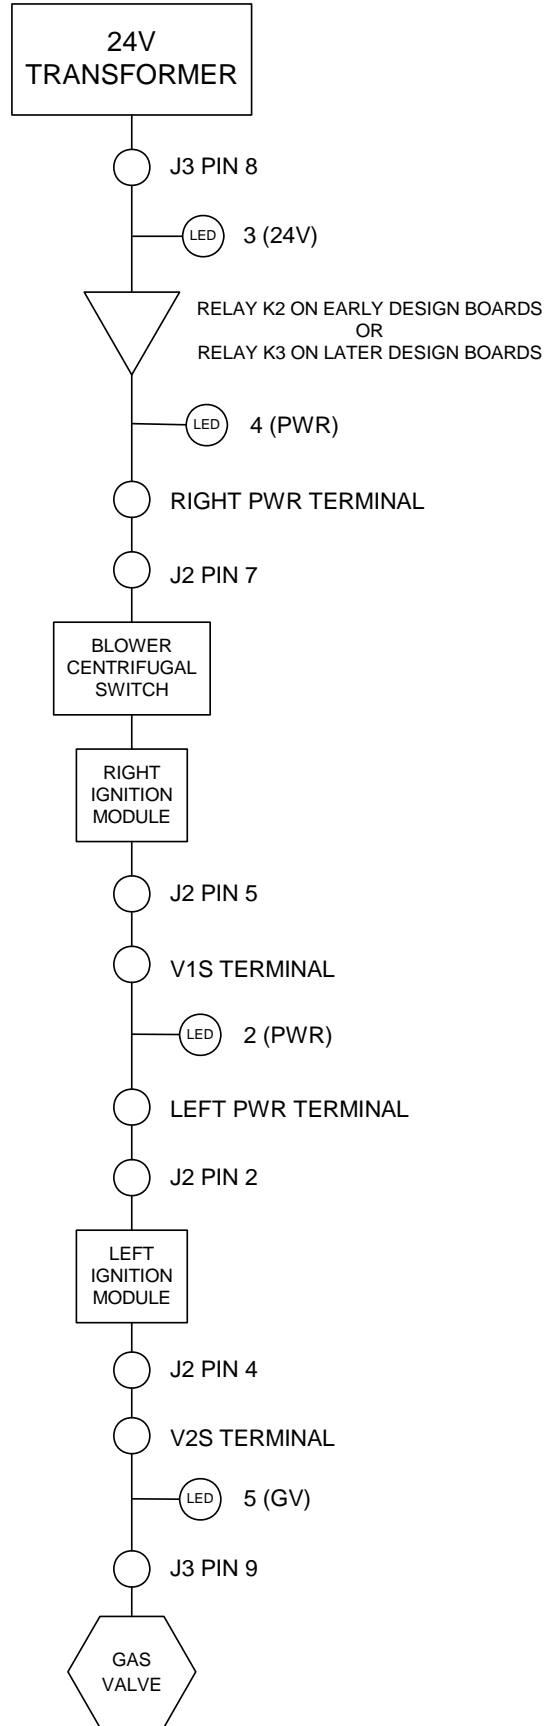 24V
TRANSFORMER
J3 PIN 8
LED
3 (24V)
RELAY K2 ON EARLY DESIGN BOARDS
OR
RELAY K3 ON LATER DESIGN BOARDS
LED
4 (PWR)
RIGHT PWR TERMINAL
J2 PIN 7
BLOWER
CENTRIFUGAL
SWITCH
RIGHT
IGNITION
MODULE
J2 PIN 5
V1S TERMINAL
LED
2 (PWR)
LEFT PWR TERMINAL
J2 PIN 2
LEFT
IGNITION
MODULE
J2 PIN 4
V2S TERMINAL
LED
5 (GV)
J3 PIN 9
GAS
VALVE